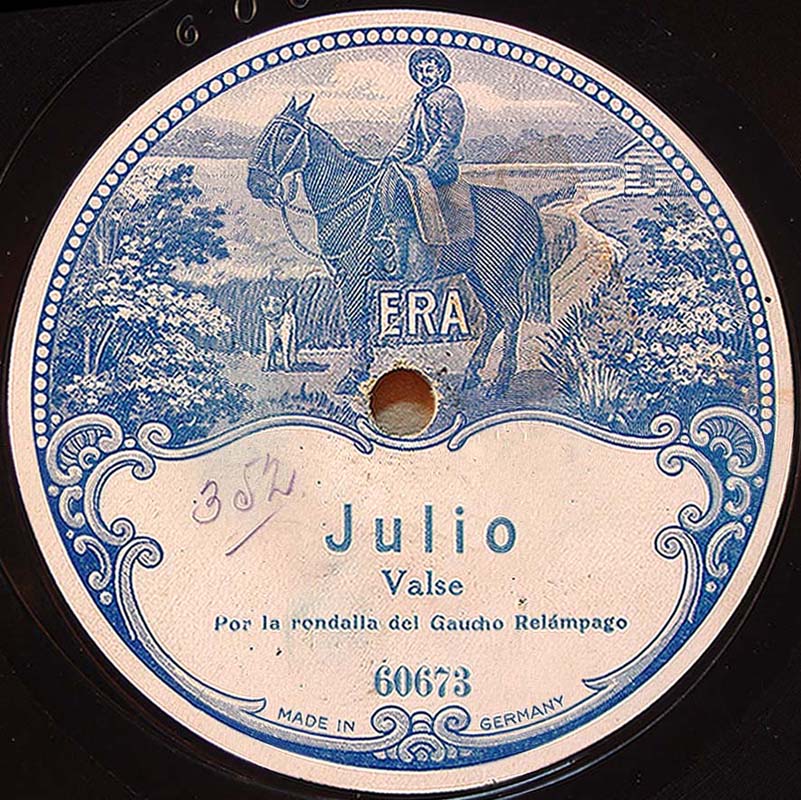 ERA
352.
Julio
Valse
Por la rondalla del Gaucho Relámpago
60673
MADE IN GERMANY